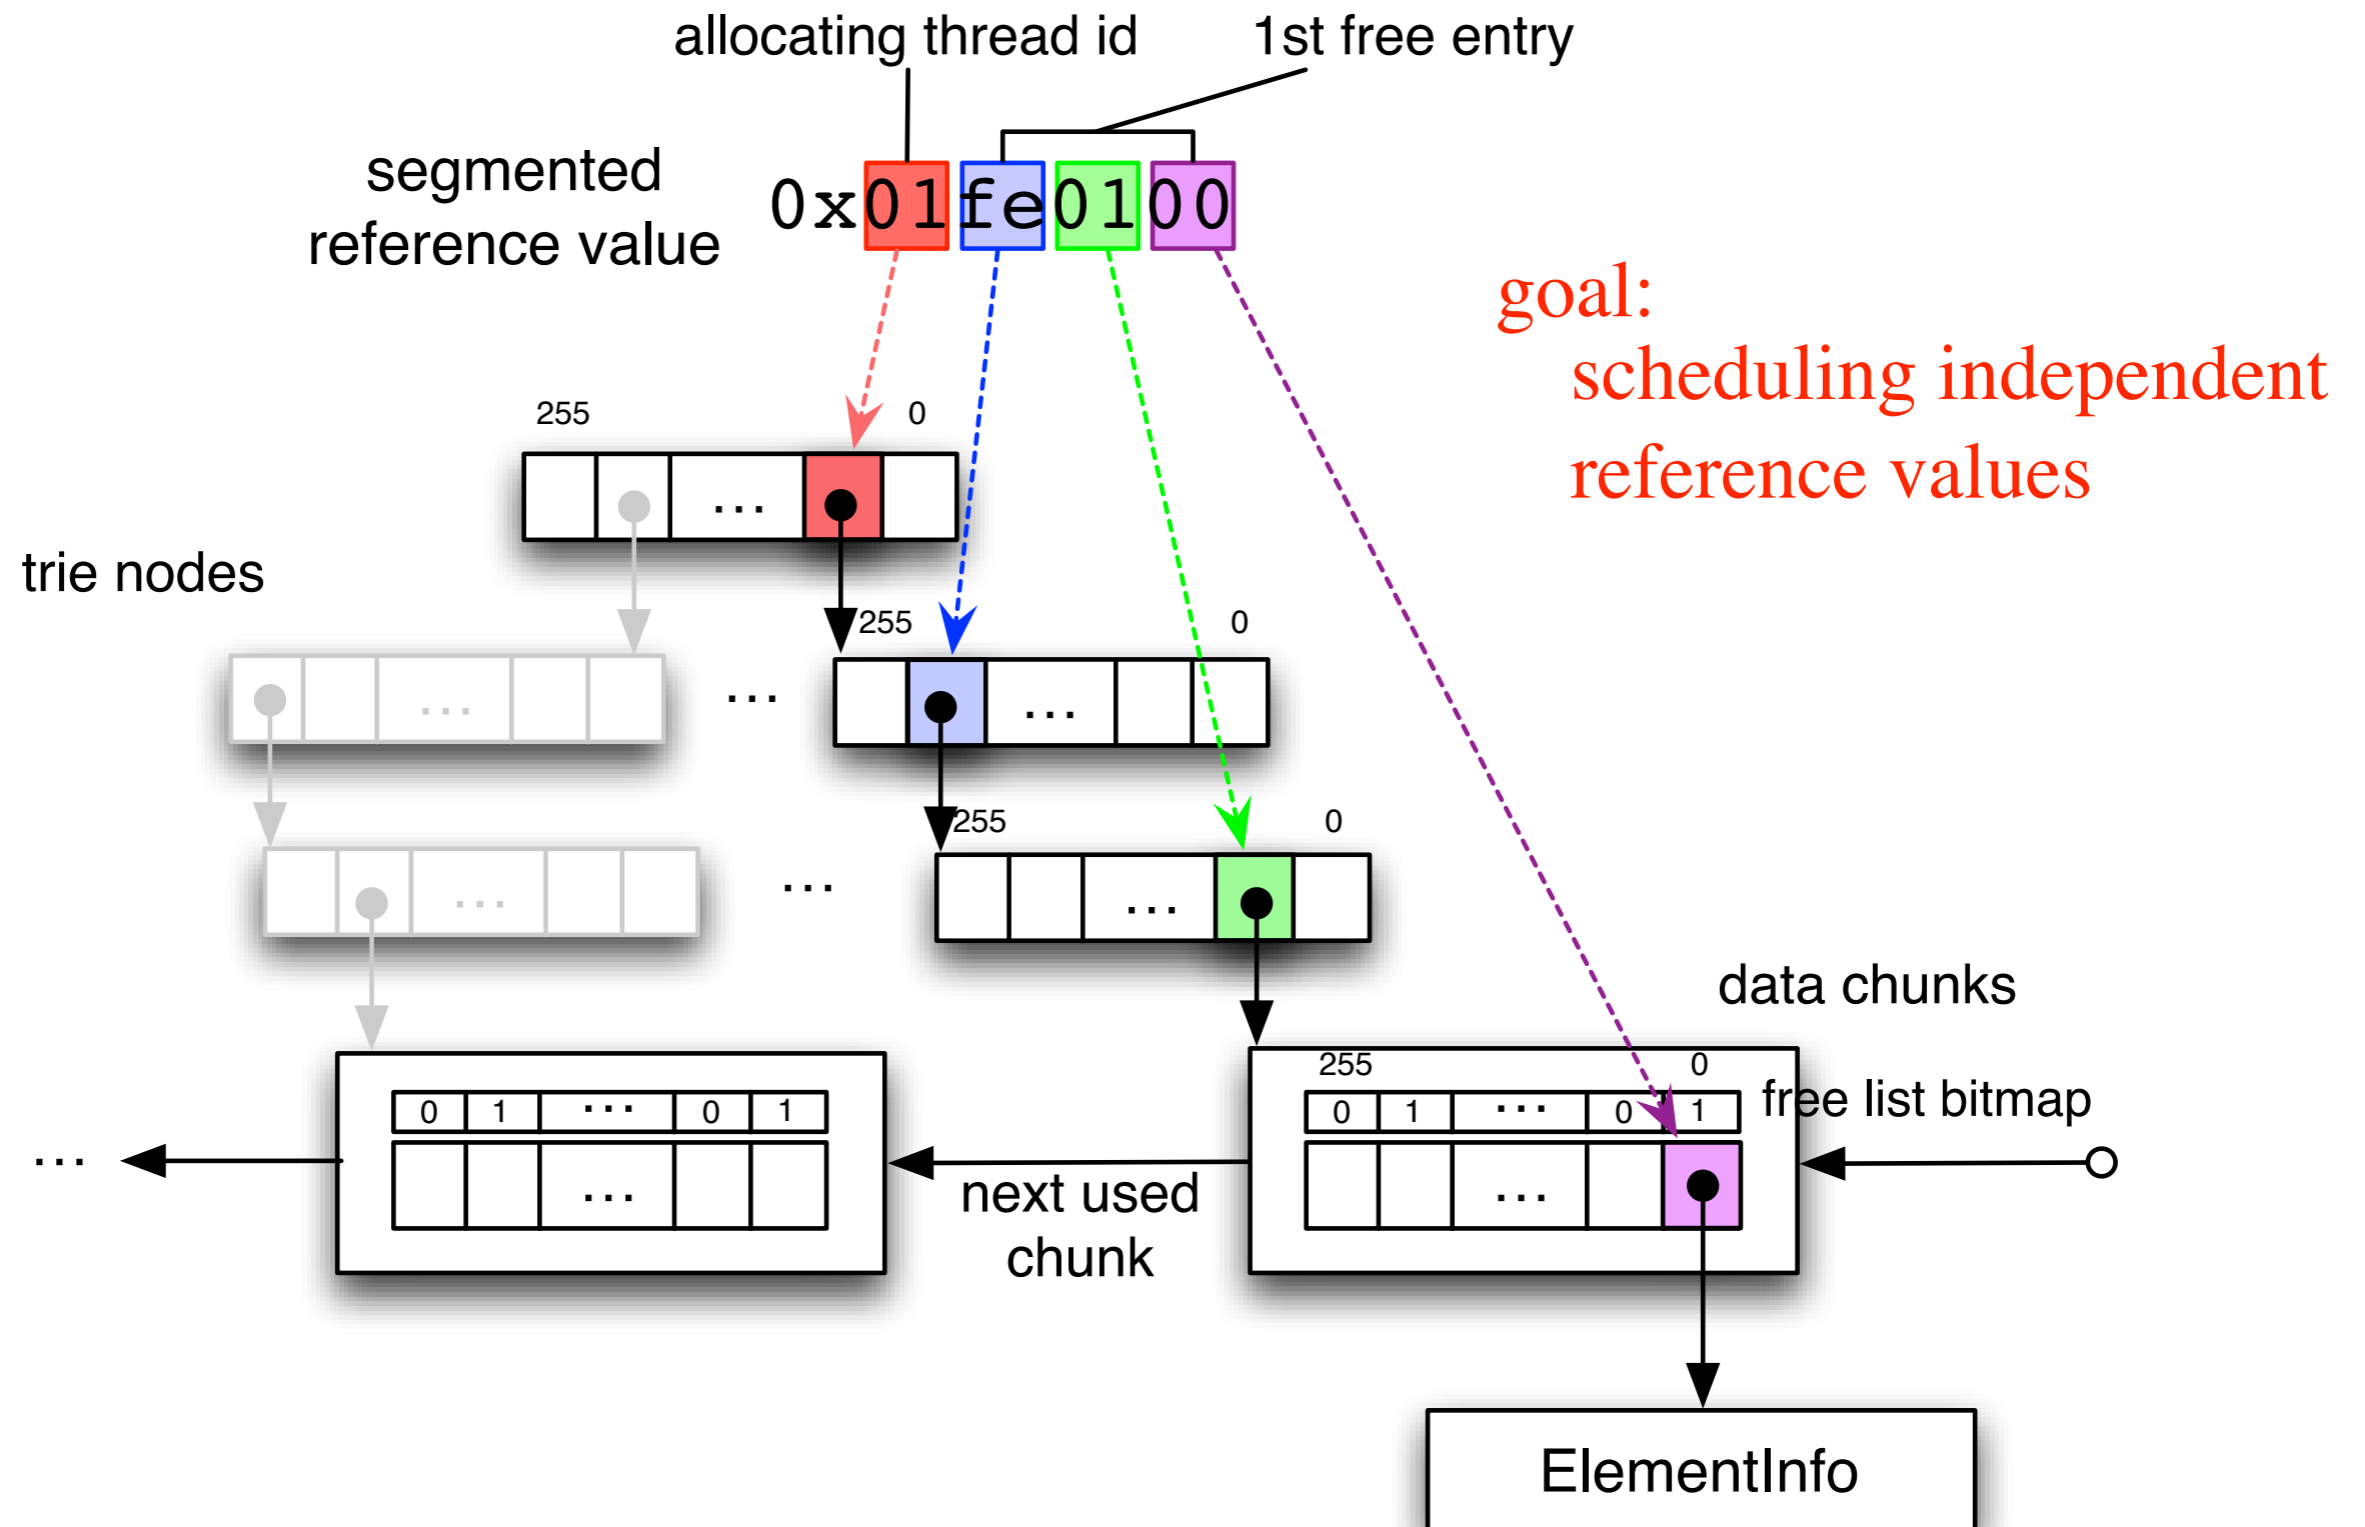 allocating thread id
1st free entry
segmented
reference value
0x01fe0100
goal:
scheduling independent
reference values
255
0
...
trie nodes
255
0
...
...
...
255
0
...
...
...
data chunks
255
0
free list bitmap
0 1 ... 0 1
0 1 ... 0 1
...
...
...
next used
chunk
ElementInfo